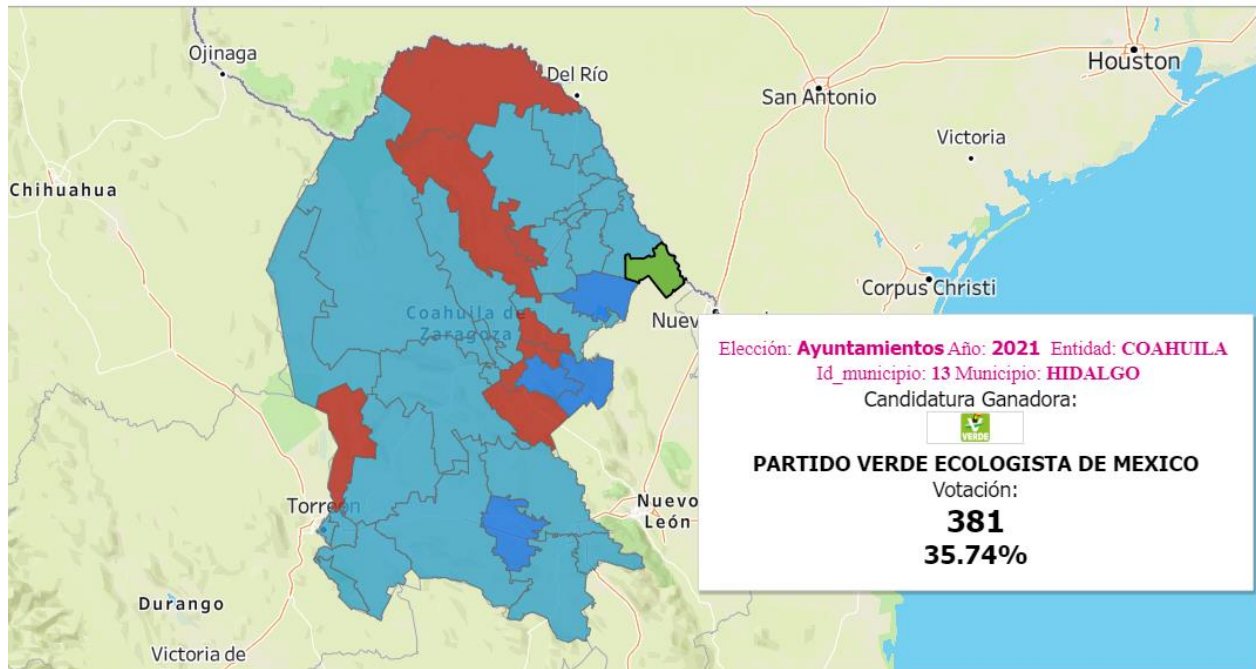 Ojinaga
Del Río
Houston
San Antonio
Victoria
Chihuahua
Corpus Christi
Coahuila de
Zaragoza
Elección: Ayuntamientos Año: 2021 Entidad: COAHUILA
Id_municipio: 13 Municipio: HIDALGO
Candidatura Ganadora:
VERDE
PARTIDO VERDE ECOLOGISTA DE MEXICO
Votación:
381
35.74%
Torreón
Nuevo
León
Durango
Victoria de